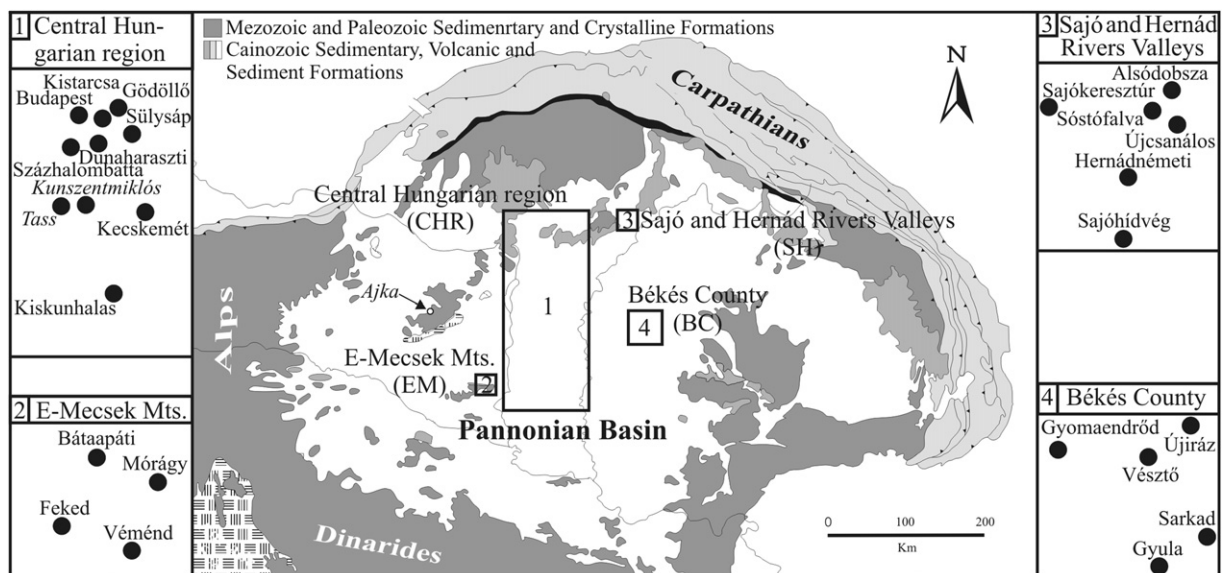 1 Central Hun-
garian region
Kistarcsa
Gödöllő
Budapest
Sülysáp
Dunaharaszti
Százhalombatta
Kunszentmiklós
Tass
Kecskemét
Kiskunhalas
2 E-Mecsek Mts.
Bátaapáti
Mórágy
Feked
Véménd
Mezozoic and Paleozoic Sedimenrtary and Crystalline Formations
Cainozoic Sedimentary, Volcanic and
Sediment Formations
N
Carpathians
Central Hungarian region
(CHR)
3 Sajó and Hernád Rivers Valleys
(SH)
1
Ajka
Békés County
(BC)
4
Alps
E-Mecsek Mts.
(EM)
2
Pannonian Basin
Dinarides
0 100 200
Km
3 Sajó and Hernád
Rivers Valleys
Alsódobsza
Sajókeresztúr
Sóstófalva
Újcsanálos
Hernádnémeti
Sajóhídvég
4 Békés County
Gyomaendrőd
Újiráz
Vésztő
Sarkad
Gyula